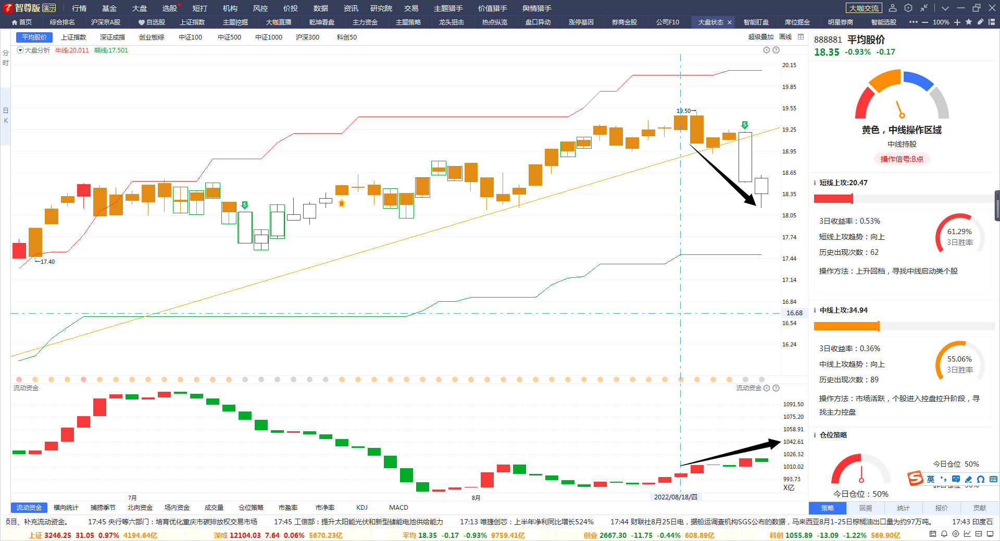 智尊版 演示 行情 基金 大盘 选股 短打 机构 风控 价投 数据 资讯 研究院 交易 主题猎手 价值猎手 舆情猎手 大咖交流
首页 综合排名 沪深京A股 自选股 上证指数 主题挖掘 大咖直播 乾坤看盘 主力资金 主题策略 龙头狙击 热点纵览 盘口异动 涨停基因 券商金股 公司F10 大盘状态 智能盯盘 席位掘金 明星券商 智能选股 100%
平均股价 上证指数 深证成指 创业板综 中证100 中证500 中证1000 沪深300 科创50 超级叠加 画线
大盘分析 牛线:20.011 熊线:17.501
分时
日K
20.15
19.85
19.55
19.25
18.95
18.65
18.35
18.05
17.74
17.44
17.14
16.84
16.68
16.54
16.24
19.50→
←17.40
S
S
B
流动资金
流动资金
1091.50
1075.20
1058.91
1042.61
1026.32
1010.02
993.73
X亿
7月 8月 2022/08/18/四
流动资金 横向统计 捕捞季节 北向资金 场内资金 成交量 仓位策略 市盈率 市净率 KDJ MACD
888881 平均股价
18.35 -0.93% -0.17
黄色，中线操作区域
中线持股
操作信号:B点
短线上攻:20.47
3日收益率：0.53%
短线上攻趋势：向上
历史出现次数：62
61.29%
3日胜率
操作方法：上升回档，寻找中线启动类个股
中线上攻:34.94
3日收益率：0.36%
中线上攻趋势：向上
历史出现次数：89
55.06%
3日胜率
操作方法：市场活跃，个股进入控盘拉升阶段，寻
找主力控盘
仓位策略
今日仓位 50%
英
今日仓位：50%
策略 回溯 统计 报价 贡献
项目、补充流动资金。 17:45 央行等六部门：培育优化重庆市碳排放权交易市场 17:45 工信部：提升太阳能光伏和新型储能电池供给能力 17:13 唯捷创芯：上半年净利同比增长524% 17:44 财联社8月25日电，据船运调查机构SGS公布的数据，马来西亚8月1-25日棕榈油出口量为约97万吨。 17:43 印度石
上证 3246.25 31.05 0.97% 4194.64亿 深成 12104.03 7.64 0.06% 5670.23亿 平均 18.35 -0.17 -0.93% 9759.41亿 创业 2667.30 -11.75 -0.44% 608.89亿 科创 1055.89 -13.09 -1.22% 569.90亿